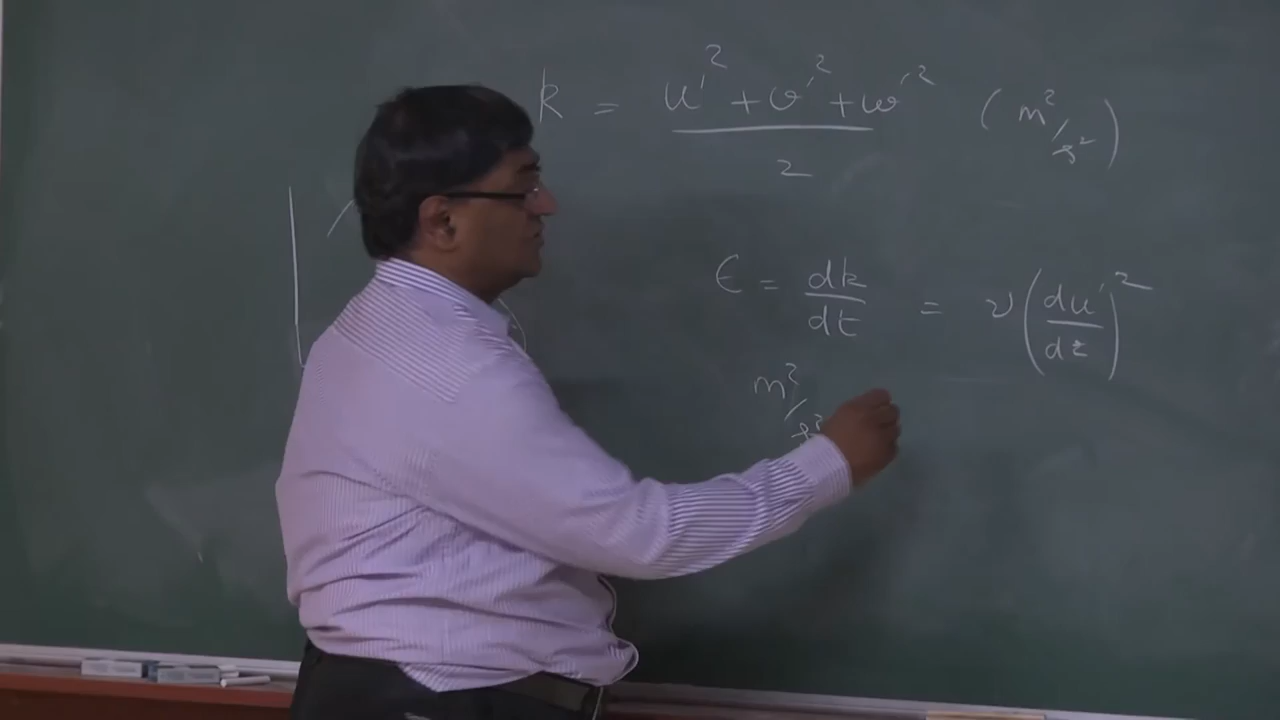 k = u'² + v'² + w'² / 2 (m²/s²)
ε = dk/dt = ν(du'/dz)²
m²/s³